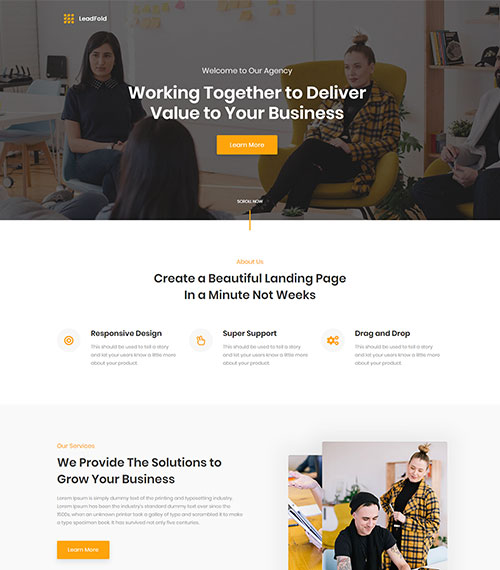 LeadFold
Welcome to Our Agency
Working Together to Deliver
Value to Your Business
Learn More
SCROLL NOW
About Us
Create a Beautiful Landing Page
In a Minute Not Weeks
Responsive Design
This should be used to tell a story
and let your users know a little more
about your product.
Super Support
This should be used to tell a story
and let your users know a little more
about your product.
Drag and Drop
This should be used to tell a story
and let your users know a little more
about your product.
Our Services
We Provide The Solutions to
Grow Your Business
Lorem Ipsum is simply dummy text of the printing and typesetting industry.
Lorem Ipsum has been the industry's standard dummy text ever since the
1500s, when an unknown printer took a galley of type and scrambled it to make
a type specimen book. It has survived not only five centuries.
Learn More